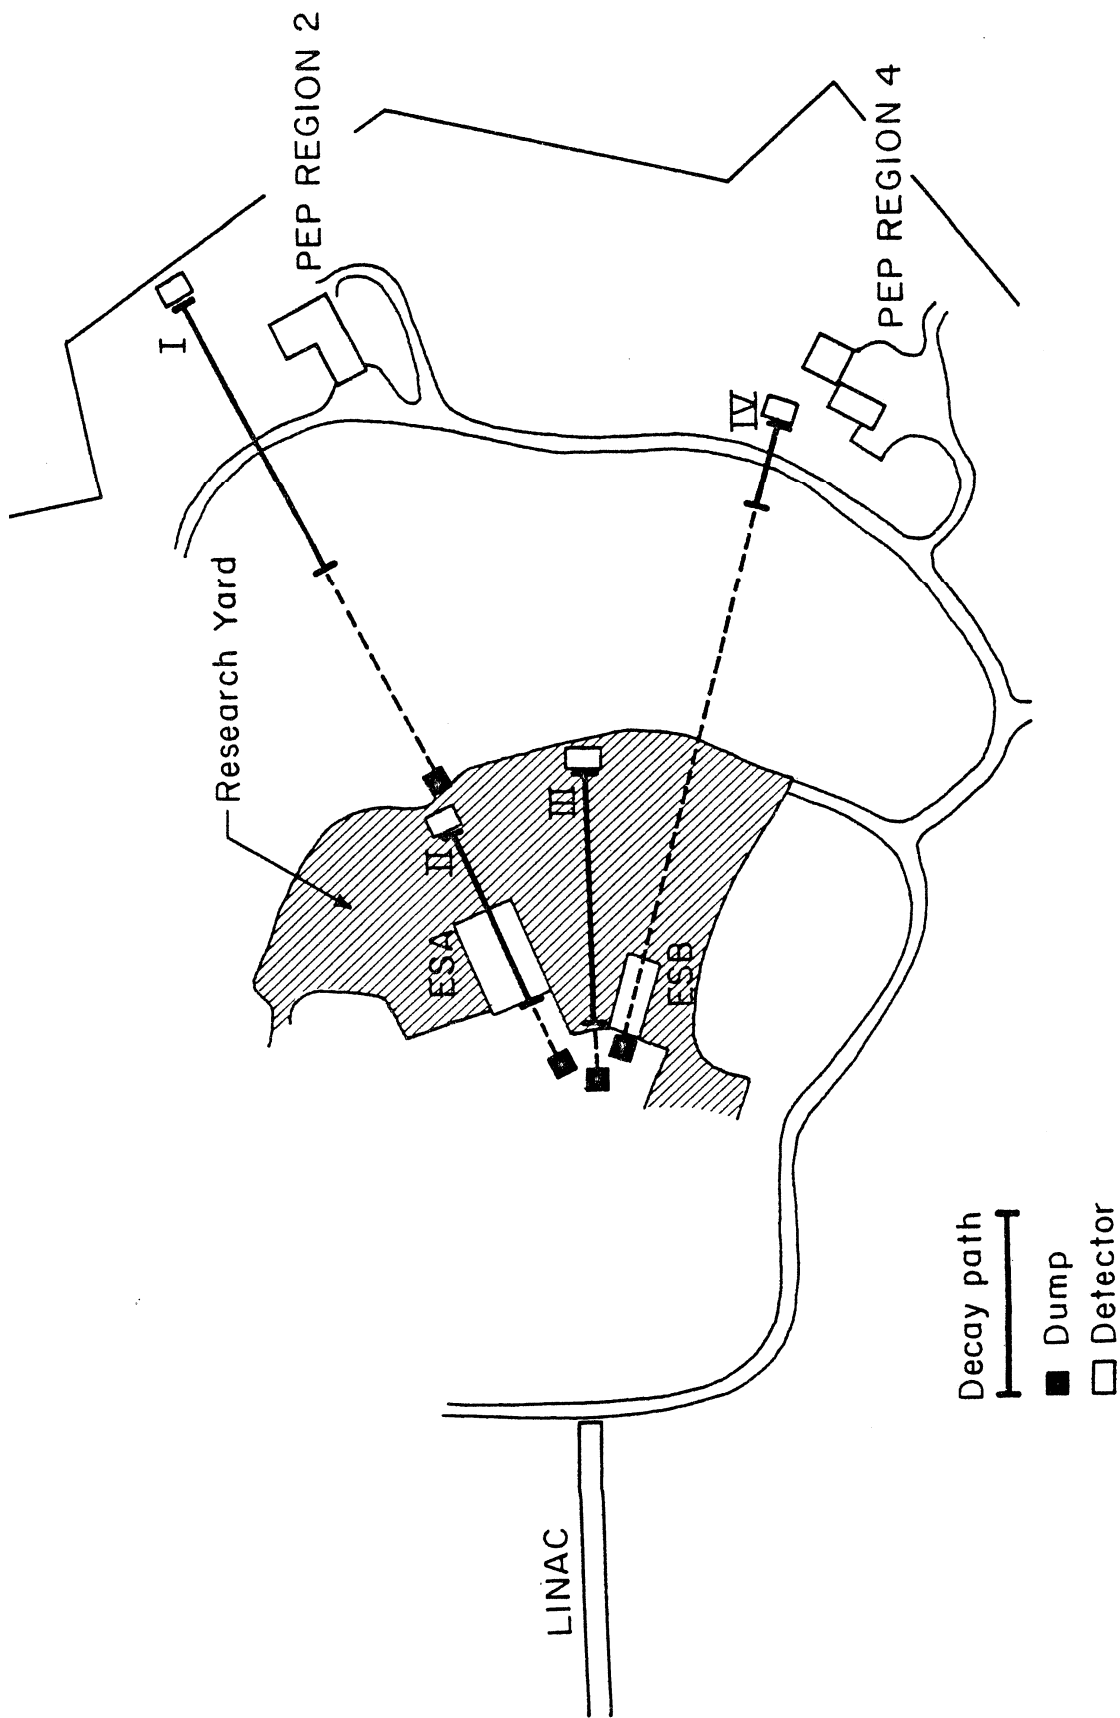 PEP REGION 2
I
Research Yard
ESA
II
III
ESB
IV
PEP REGION 4
LINAC
Decay path
Dump
Detector